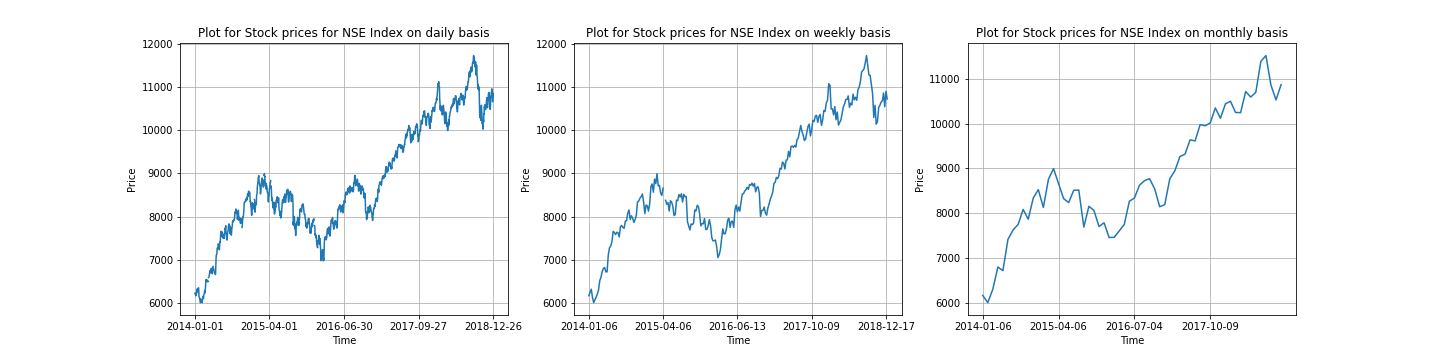 Plot for Stock prices for NSE Index on daily basis
12000
11000
10000
9000
8000
7000
6000
Price
2014-01-01 2015-04-01 2016-06-30 2017-09-27 2018-12-26
Time
Plot for Stock prices for NSE Index on weekly basis
12000
11000
10000
9000
8000
7000
6000
Price
2014-01-06 2015-04-06 2016-06-13 2017-10-09 2018-12-17
Time
Plot for Stock prices for NSE Index on monthly basis
11000
10000
9000
8000
7000
6000
Price
2014-01-06 2015-04-06 2016-07-04 2017-10-09
Time